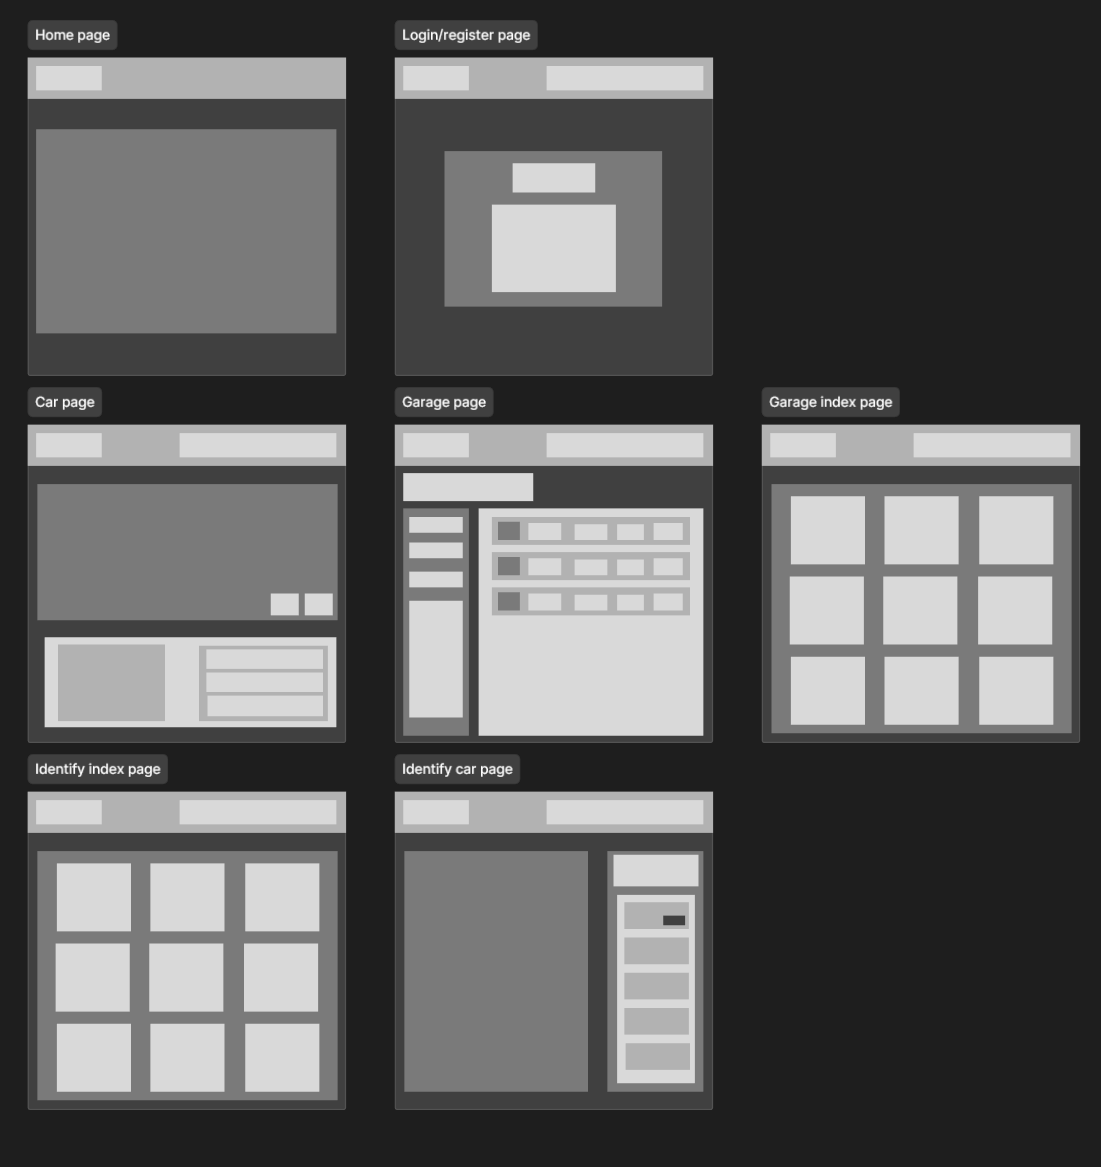 Home page
Login/register page
Car page
Garage page
Garage index page
Identify index page
Identify car page